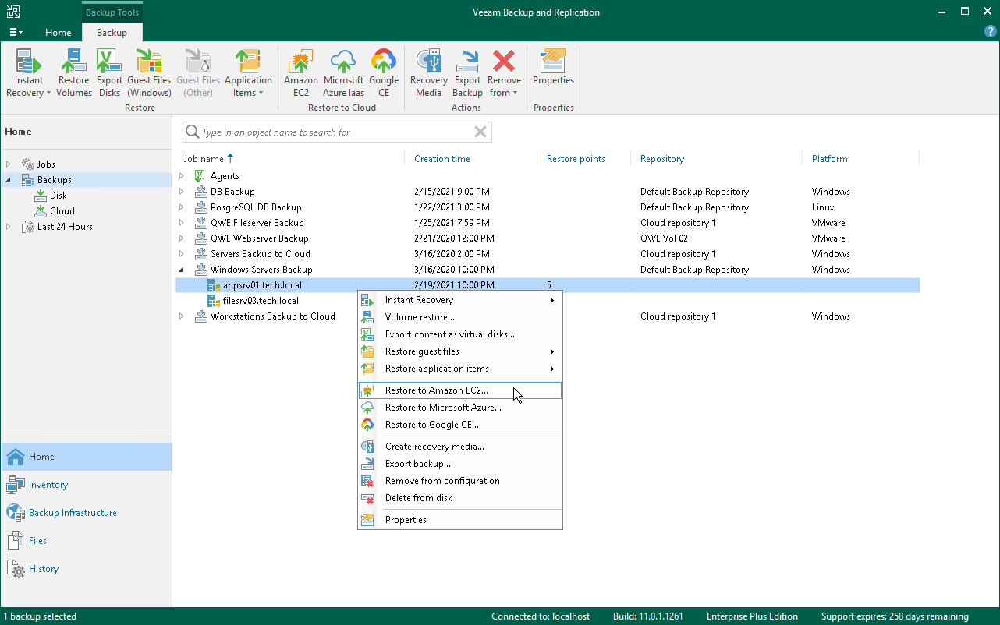 Veeam Backup and Replication
Backup Tools
Home
Backup
Instant Recovery
Restore Volumes
Export Disks
Guest Files (Windows)
Guest Files (Other)
Application Items
Restore
Amazon EC2
Microsoft Azure Iaas
Google CE
Restore to Cloud
Recovery Media
Export Backup
Remove from
Actions
Properties
Properties
Home
Jobs
Backups
Disk
Cloud
Last 24 Hours
Type in an object name to search for
Job name Creation time Restore points Repository Platform
Agents
DB Backup 2/15/2021 9:00 PM Default Backup Repository Windows
PosgreSQL DB Backup 1/22/2021 3:00 PM Default Backup Repository Linux
QWE Fileserver Backup 1/25/2021 7:59 PM Cloud repository 1 VMware
QWE Webserver Backup 2/21/2020 12:00 PM QWE Vol 02 VMware
Servers Backup to Cloud 3/16/2020 2:00 PM Cloud repository 1 Windows
Windows Servers Backup 3/16/2020 10:00 PM Default Backup Repository Windows
appsrv01.tech.local 2/19/2021 10:00 PM 5
filesrv03.tech.local
Workstations Backup to Cloud Cloud repository 1 Windows
Instant Recovery
Volume restore...
Export content as virtual disks...
Restore guest files
Restore application items
Restore to Amazon EC2...
Restore to Microsoft Azure...
Restore to Google CE...
Create recovery media...
Export backup...
Remove from configuration
Delete from disk
Properties
Home
Inventory
Backup Infrastructure
Files
History
1 backup selected Connected to: localhost Build: 11.0.1.1261 Enterprise Plus Edition Support expires: 258 days remaining